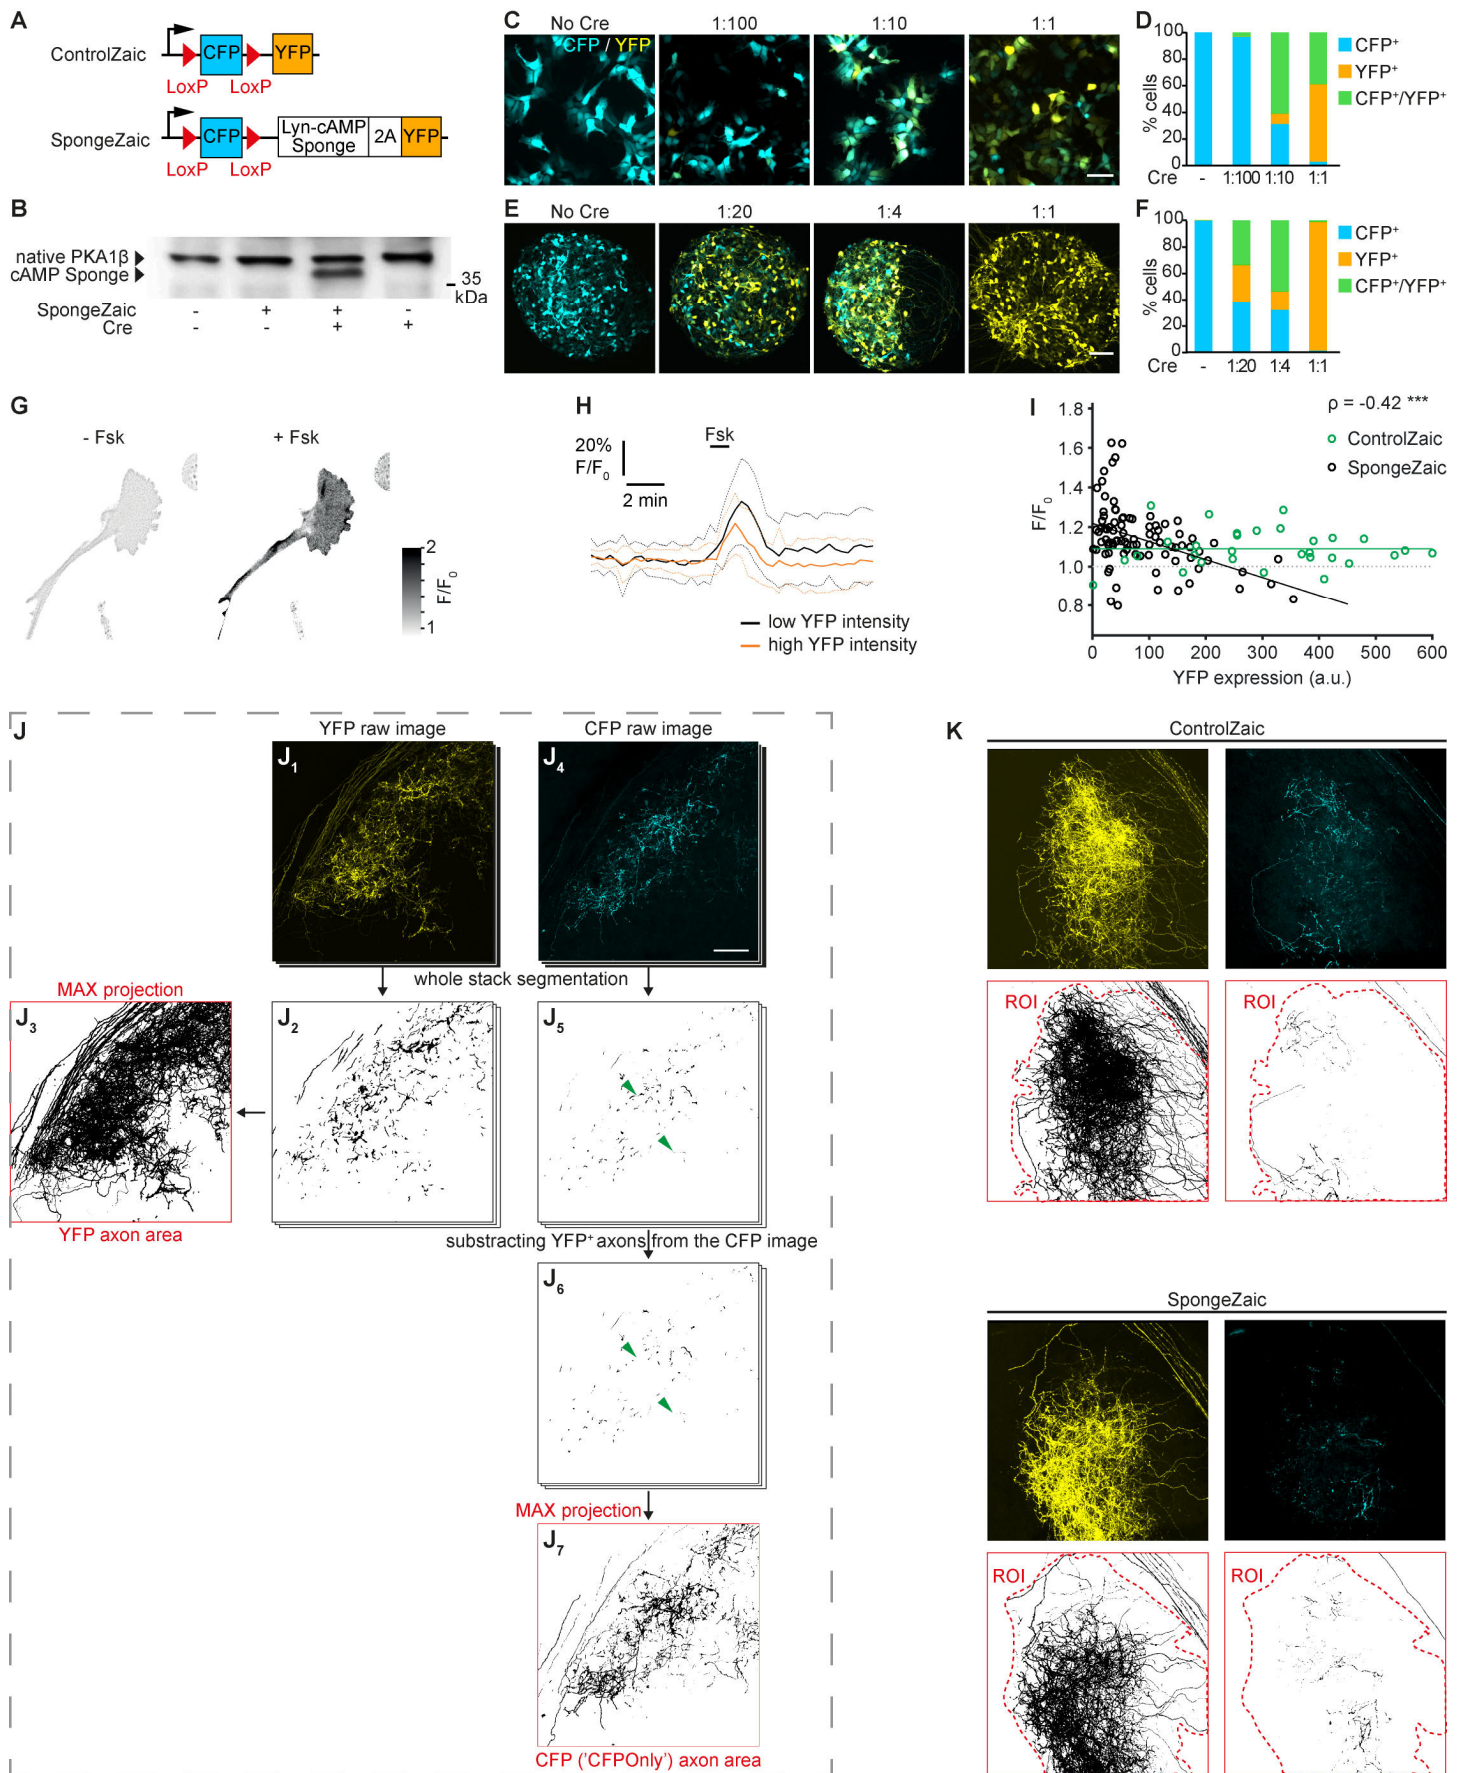 A
ControlZaic
CFP
YFP
LoxP
LoxP
SpongeZaic
CFP
Lyn-cAMP
Sponge
2A
YFP
LoxP
LoxP
B
native PKA1β
cAMP Sponge
35
kDa
SpongeZaic - + + -
Cre - - + +
C
No Cre
1:100
1:10
1:1
CFP / YFP
D
% cells
100
80
60
40
20
0
Cre - 1:100 1:10 1:1
CFP⁺
YFP⁺
CFP⁺/YFP⁺
E
No Cre
1:20
1:4
1:1
F
% cells
100
80
60
40
20
0
Cre - 1:20 1:4 1:1
CFP⁺
YFP⁺
CFP⁺/YFP⁺
G
- Fsk
+ Fsk
2
1
F/F₀
H
20%
F/F₀
2 min
Fsk
low YFP intensity
high YFP intensity
I
ρ = -0.42 ***
ControlZaic
SpongeZaic
F/F₀
1.8
1.6
1.4
1.2
1.0
0.8
0 100 200 300 400 500 600
YFP expression (a.u.)
J
YFP raw image
CFP raw image
J₁
J₄
whole stack segmentation
MAX projection
J₃
J₂
J₅
YFP axon area
substracting YFP⁺ axons from the CFP image
J₆
MAX projection
J₇
CFP ('CFPOnly') axon area
K
ControlZaic
ROI
ROI
SpongeZaic
ROI
ROI